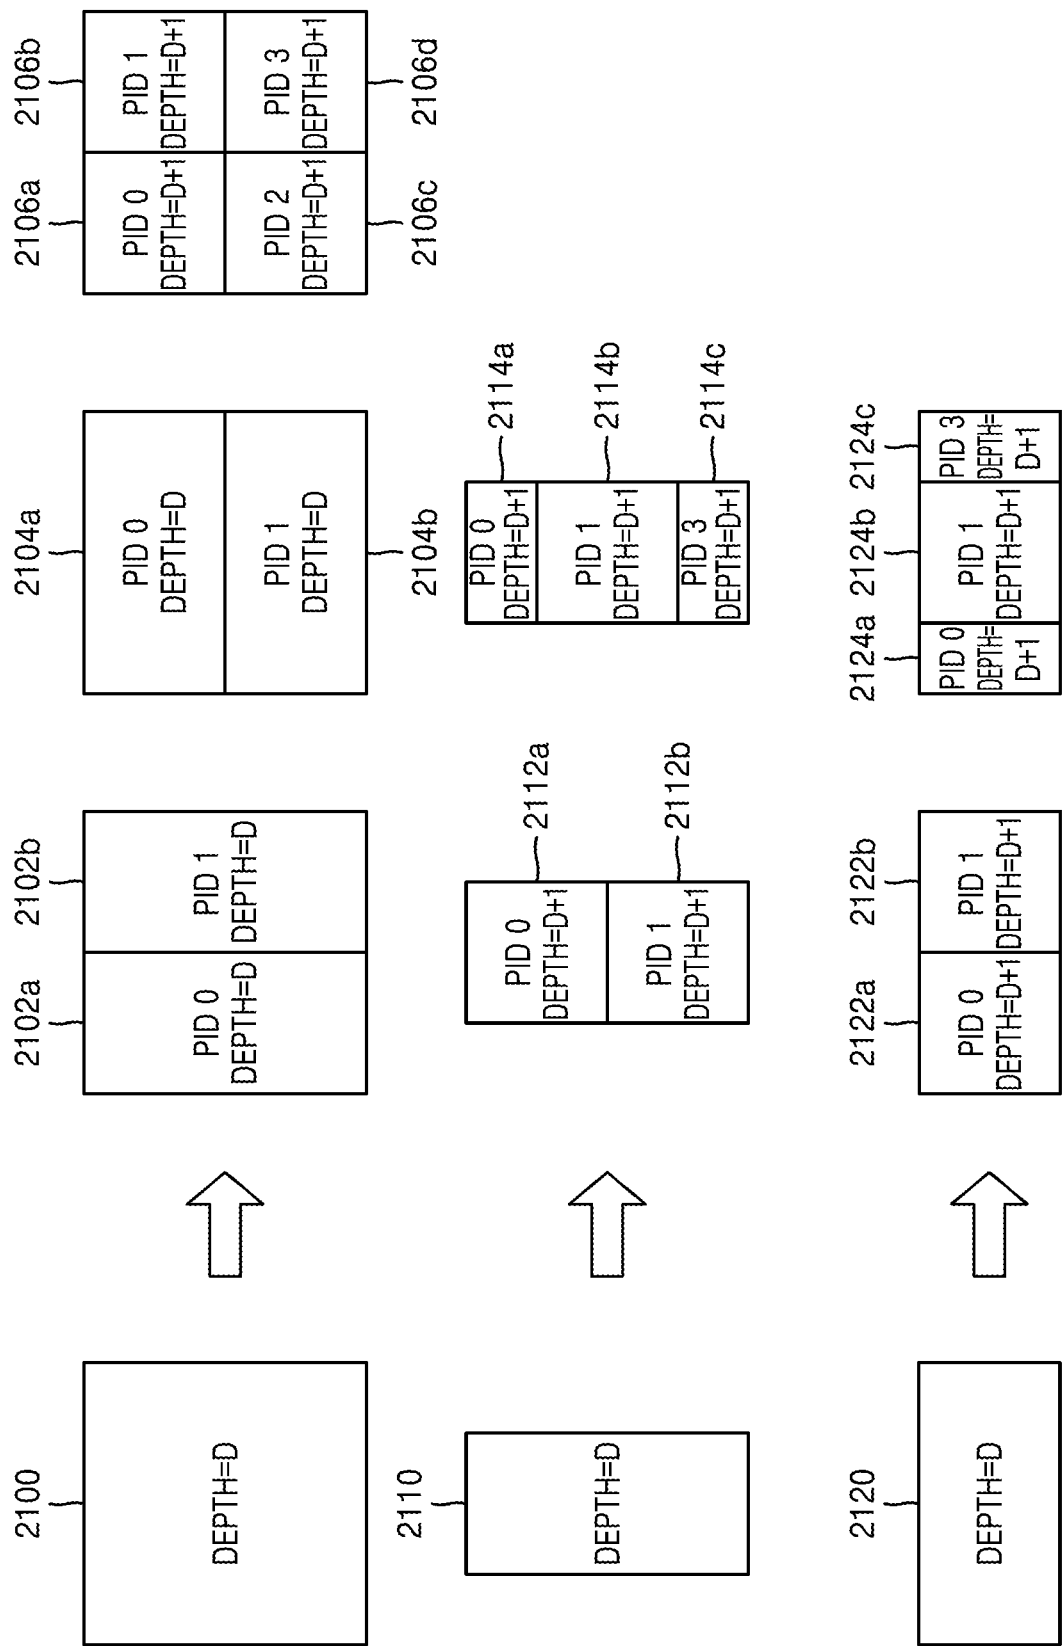 2100
DEPTH=D
2102a
2102b
PID 0
DEPTH=D
PID 1
DEPTH=D
2104a
PID 0
DEPTH=D
PID 1
DEPTH=D
2104b
2106a
2106b
PID 0
DEPTH=D+1
PID 1
DEPTH=D+1
PID 2
DEPTH=D+1
PID 3
DEPTH=D+1
2106c
2106d
2110
DEPTH=D
PID 0
DEPTH=D+1
2112a
PID 1
DEPTH=D+1
2112b
PID 0
DEPTH=D+1
2114a
PID 1
DEPTH=D+1
2114b
PID 3
DEPTH=D+1
2114c
2120
DEPTH=D
2122a
2122b
PID 0
DEPTH=D+1
PID 1
DEPTH=D+1
2124a
2124b
2124c
PID 0
DEPTH=
D+1
PID 1
DEPTH=D+1
PID 3
DEPTH=
D+1